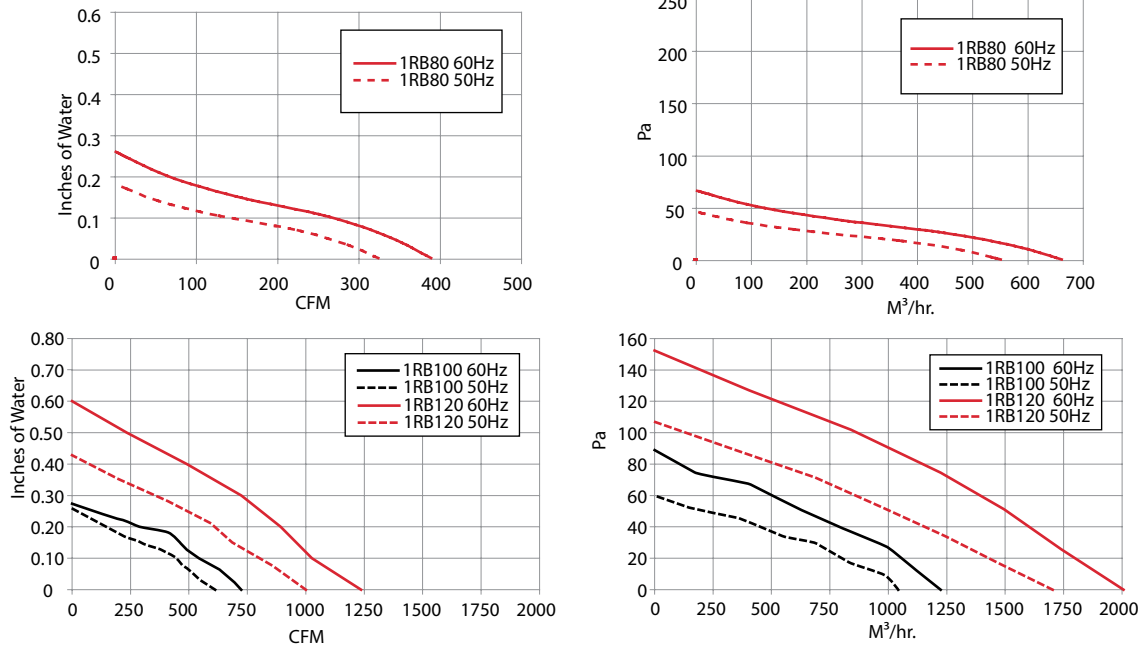 0.6
0.5
0.4
0.3
0.2
0.1
0
Inches of Water
1RB80 60Hz
1RB80 50Hz
0 100 200 300 400 500
CFM
250
200
150
100
50
0
Pa
1RB80 60Hz
1RB80 50Hz
0 100 200 300 400 500 600 700
M³/hr.
0.80
0.70
0.60
0.50
0.40
0.30
0.20
0.10
0
Inches of Water
1RB100 60Hz
1RB100 50Hz
1RB120 60Hz
1RB120 50Hz
0 250 500 750 1000 1250 1500 1750 2000
CFM
160
140
120
100
80
60
40
20
0
Pa
1RB100 60Hz
1RB100 50Hz
1RB120 60Hz
1RB120 50Hz
0 250 500 750 1000 1250 1500 1750 2000
M³/hr.